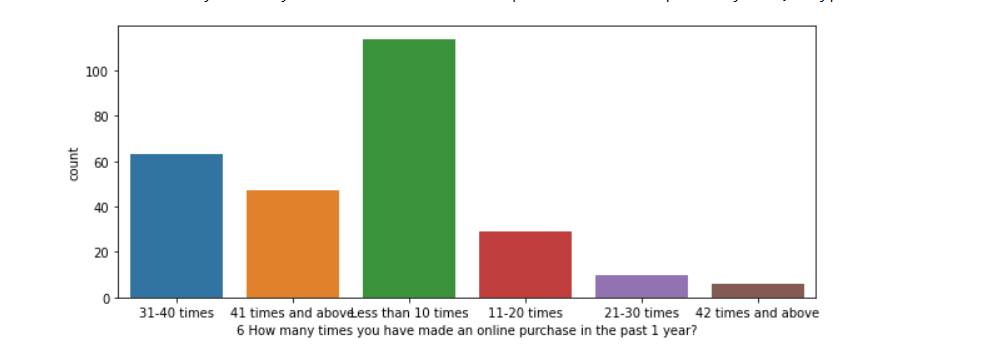 100
80
60
40
20
0
count
31-40 times 41 times and above Less than 10 times 11-20 times 21-30 times 42 times and above
6 How many times you have made an online purchase in the past 1 year?